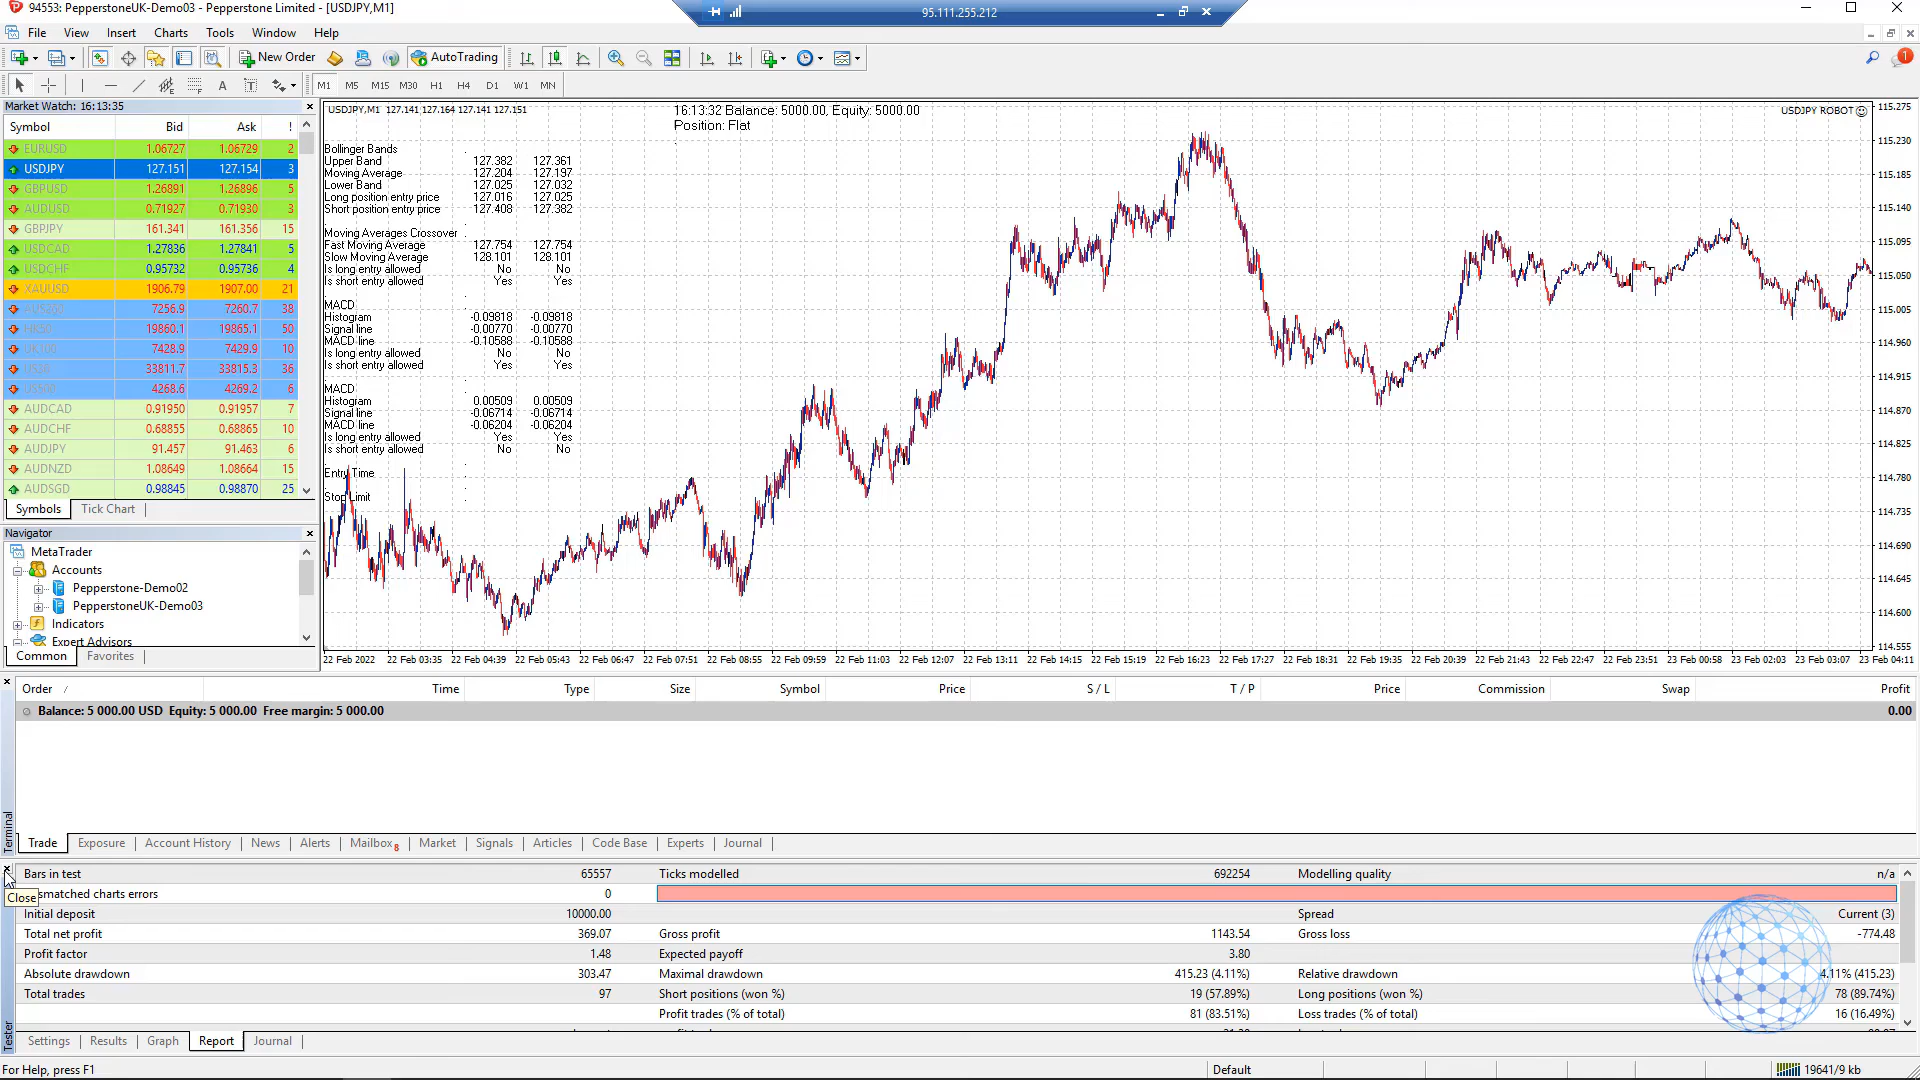 94553: PepperstoneUK-Demo03 - Pepperstone Limited - [USDJPY,M1]
95.111.255.212
File View Insert Charts Tools Window Help
New Order AutoTrading
1
A T M1 M5 M15 M30 H1 H4 D1 W1 MN
Market Watch: 16:13:35
Symbol Bid Ask !
EURUSD 1.06727 1.06729 2
USDJPY 127.151 127.154 3
GBPUSD 1.26891 1.26896 5
AUDUSD 0.71927 0.71930 3
GBPJPY 161.341 161.356 15
USDCAD 1.27836 1.27841 5
USDCHF 0.95732 0.95736 4
XAUUSD 1906.79 1907.00 21
AUS200 7256.9 7260.7 38
HK50 19860.1 19865.1 50
UK100 7428.9 7429.9 10
US30 33811.7 33815.3 36
US500 4268.6 4269.2 6
AUDCAD 0.91950 0.91957 7
AUDCHF 0.68855 0.68865 10
AUDJPY 91.457 91.463 6
AUDNZD 1.08649 1.08664 15
AUDSGD 0.98845 0.98870 25
Symbols Tick Chart
Navigator
MetaTrader
Accounts
Pepperstone-Demo02
PepperstoneUK-Demo03
Indicators
Expert Advisors
Common Favorites
USDJPY,M1 127.141 127.164 127.141 127.151
16:13:32 Balance: 5000.00, Equity: 5000.00
Position: Flat
USDJPY ROBOT
Bollinger Bands
Upper Band 127.382 127.361
Moving Average 127.204 127.197
Lower Band 127.025 127.032
Long position entry price 127.016 127.025
Short position entry price 127.408 127.382
Moving Averages Crossover
Fast Moving Average 127.754 127.754
Slow Moving Average 128.101 128.101
Is long entry allowed No No
Is short entry allowed Yes Yes
MACD
Histogram -0.09818 -0.09818
Signal line -0.00770 -0.00770
MACD line -0.10588 -0.10588
Is long entry allowed No No
Is short entry allowed Yes Yes
MACD
Histogram 0.00509 0.00509
Signal line -0.06714 -0.06714
MACD line -0.06204 -0.06204
Is long entry allowed Yes Yes
Is short entry allowed No No
Entry Time
Stop Limit
115.275
115.230
115.185
115.140
115.095
115.050
115.005
114.960
114.915
114.870
114.825
114.780
114.735
114.690
114.645
114.600
114.555
22 Feb 2022 22 Feb 03:35 22 Feb 04:39 22 Feb 05:43 22 Feb 06:47 22 Feb 07:51 22 Feb 08:55 22 Feb 09:59 22 Feb 11:03 22 Feb 12:07 22 Feb 13:11 22 Feb 14:15 22 Feb 15:19 22 Feb 16:23 22 Feb 17:27 22 Feb 18:31 22 Feb 19:35 22 Feb 20:39 22 Feb 21:43 22 Feb 22:47 22 Feb 23:51 23 Feb 00:58 23 Feb 02:03 23 Feb 03:07 23 Feb 04:11
Order / Time Type Size Symbol Price S / L T / P Price Commission Swap Profit
Balance: 5 000.00 USD Equity: 5 000.00 Free margin: 5 000.00 0.00
Terminal
Trade Exposure Account History News Alerts Mailbox 8 Market Signals Articles Code Base Experts Journal
Bars in test 65557 Ticks modelled 692254 Modelling quality n/a
Close
smatched charts errors 0
Initial deposit 10000.00 Spread Current (3)
Total net profit 369.07 Gross profit 1143.54 Gross loss -774.48
Profit factor 1.48 Expected payoff 3.80
Absolute drawdown 303.47 Maximal drawdown 415.23 (4.11%) Relative drawdown 4.11% (415.23)
Total trades 97 Short positions (won %) 19 (57.89%) Long positions (won %) 78 (89.74%)
Profit trades (% of total) 81 (83.51%) Loss trades (% of total) 16 (16.49%)
Tester
Settings Results Graph Report Journal
For Help, press F1 Default 19641/9 kb